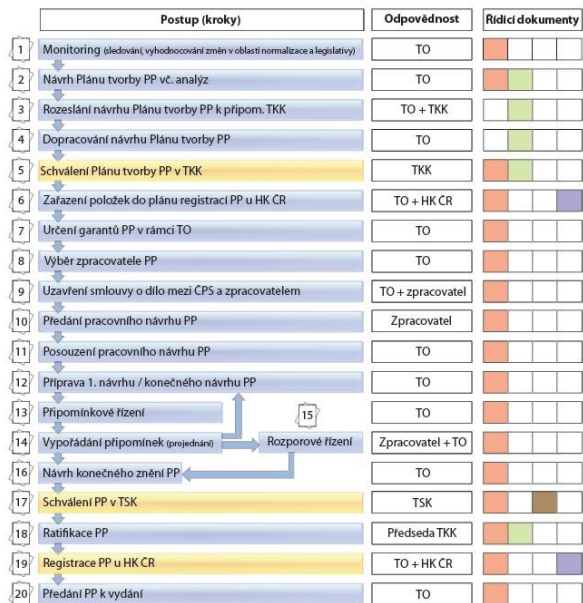 Postup (kroky) Odpovědnost Řídicí dokumenty
1 Monitoring (sledování, vyhodnocování změn v oblasti normalizace a legislativy) TO
2 Návrh Plánu tvorby PP vč. analýz TO
3 Rozeslání návrhu Plánu tvorby PP k připom. TKK TO + TKK
4 Dopracování návrhu Plánu tvorby PP TO
5 Schválení Plánu tvorby PP v TKK TKK
6 Zařazení položek do plánu registrací PP u HK ČR TO + HK ČR
7 Určení garantů PP v rámci TO TO
8 Výběr zpracovatele PP TO
9 Uzavření smlouvy o dílo mezi ČPS a zpracovatelem TO + zpracovatel
10 Předání pracovního návrhu PP Zpracovatel
11 Posouzení pracovního návrhu PP TO
12 Příprava 1. návrhu / konečného návrhu PP TO
13 Připomínkové řízení TO
15
14 Vypořádání připomínek (projednání) Rozporové řízení Zpracovatel + TO
16 Návrh konečného znění PP TO
17 Schválení PP v TSK TSK
18 Ratifikace PP Předseda TKK
19 Registrace PP u HK ČR TO + HK ČR
20 Předání PP k vydání TO